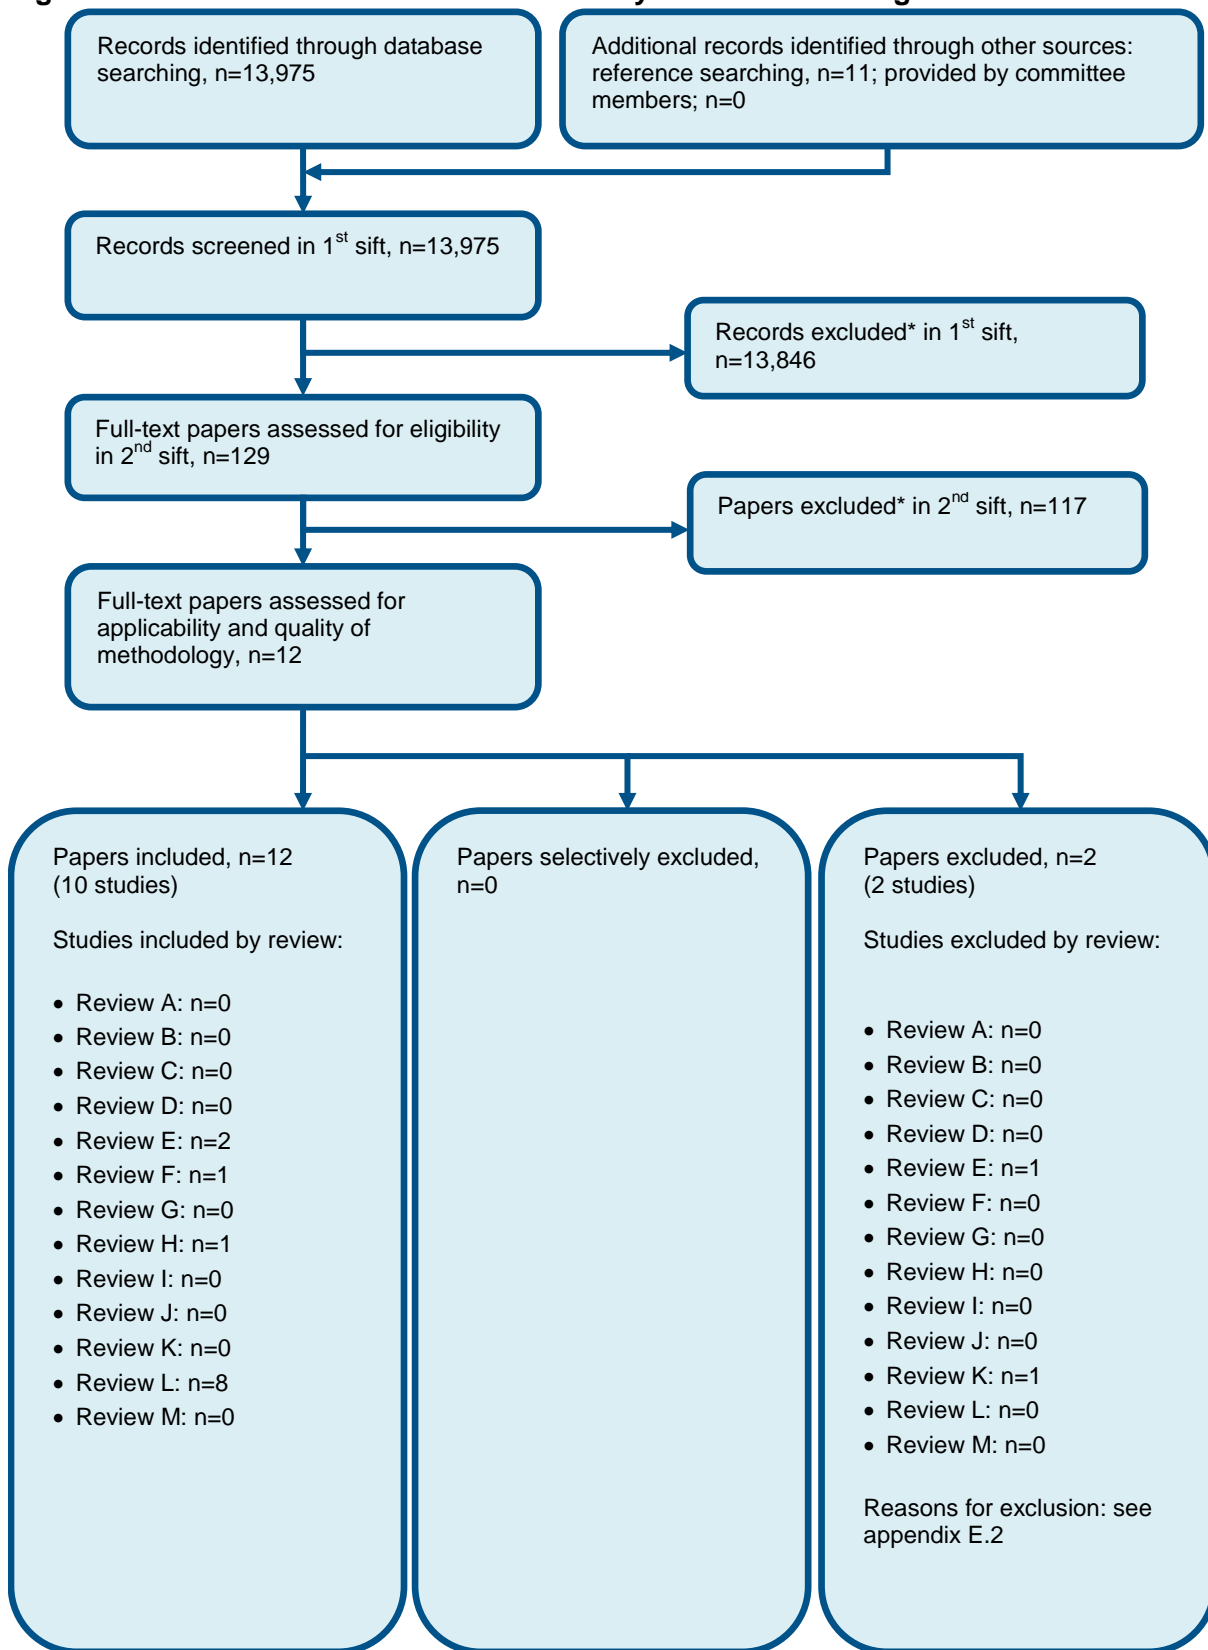 Records identified through database
searching, n=13,975
Additional records identified through other sources:
reference searching, n=11; provided by committee
members; n=0
Records screened in 1st sift, n=13,975
Records excluded* in 1st sift,
n=13,846
Full-text papers assessed for eligibility
in 2nd sift, n=129
Papers excluded* in 2nd sift, n=117
Full-text papers assessed for
applicability and quality of
methodology, n=12
Papers included, n=12
(10 studies)
Studies included by review:
• Review A: n=0
• Review B: n=0
• Review C: n=0
• Review D: n=0
• Review E: n=2
• Review F: n=1
• Review G: n=0
• Review H: n=1
• Review I: n=0
• Review J: n=0
• Review K: n=0
• Review L: n=8
• Review M: n=0
Papers selectively excluded,
n=0
Papers excluded, n=2
(2 studies)
Studies excluded by review:
• Review A: n=0
• Review B: n=0
• Review C: n=0
• Review D: n=0
• Review E: n=1
• Review F: n=0
• Review G: n=0
• Review H: n=0
• Review I: n=0
• Review J: n=0
• Review K: n=1
• Review L: n=0
• Review M: n=0
Reasons for exclusion: see
appendix E.2